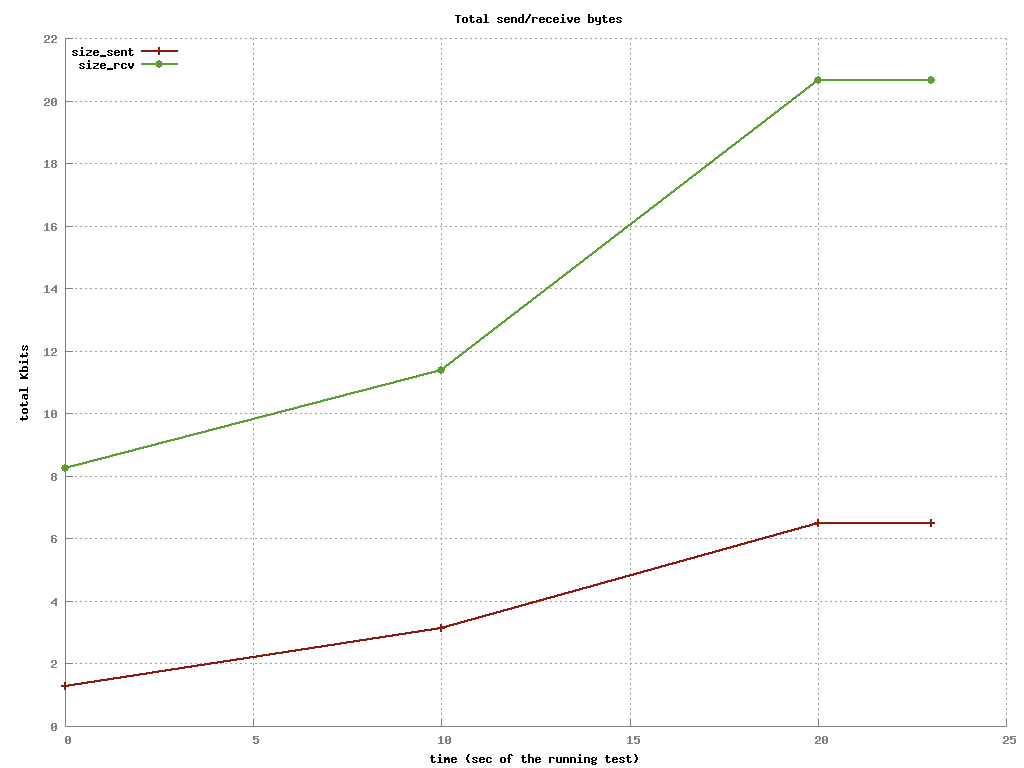 Total send/receive bytes
22
size_sent
size_rcv
20
18
16
14
12
total Kbits
10
8
6
4
2
0
0 5 10 15 20 25
time (sec of the running test)